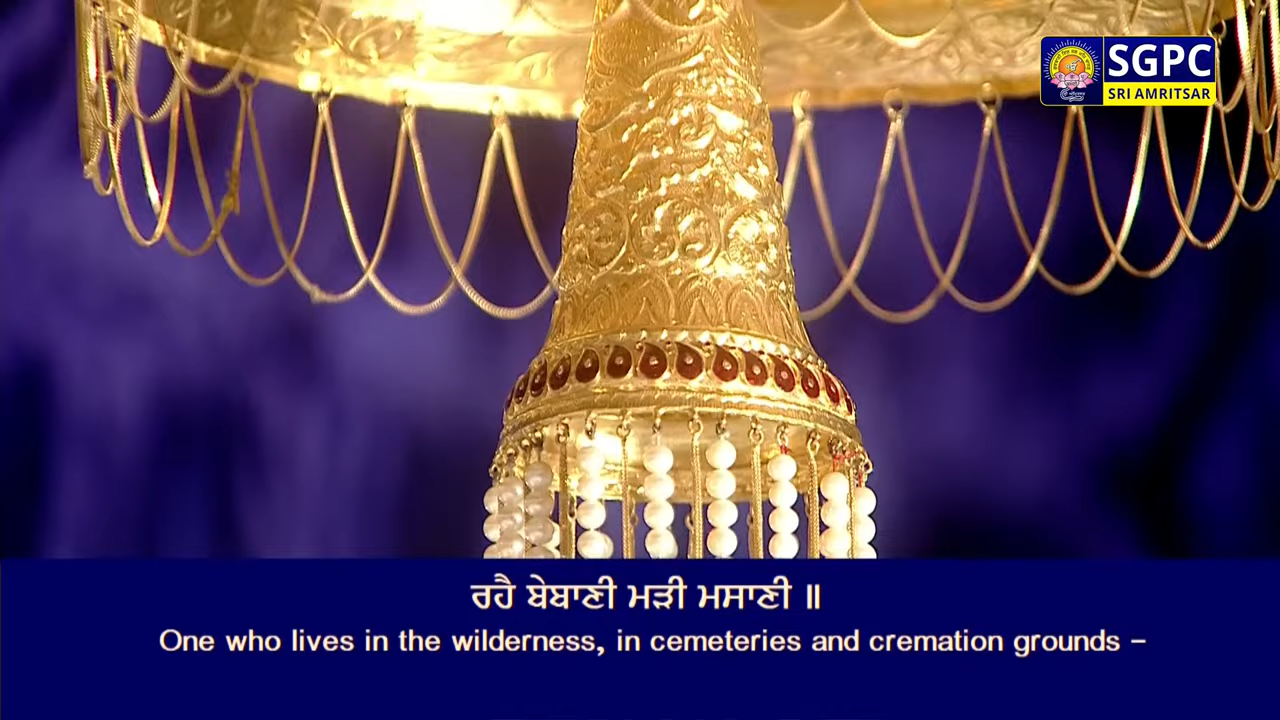 SGPC
SRI AMRITSAR
ਰਹੈ ਬੇਬਾਣੀ ਮੜੀ ਮਸਾਣੀ ॥
One who lives in the wilderness, in cemeteries and cremation grounds –